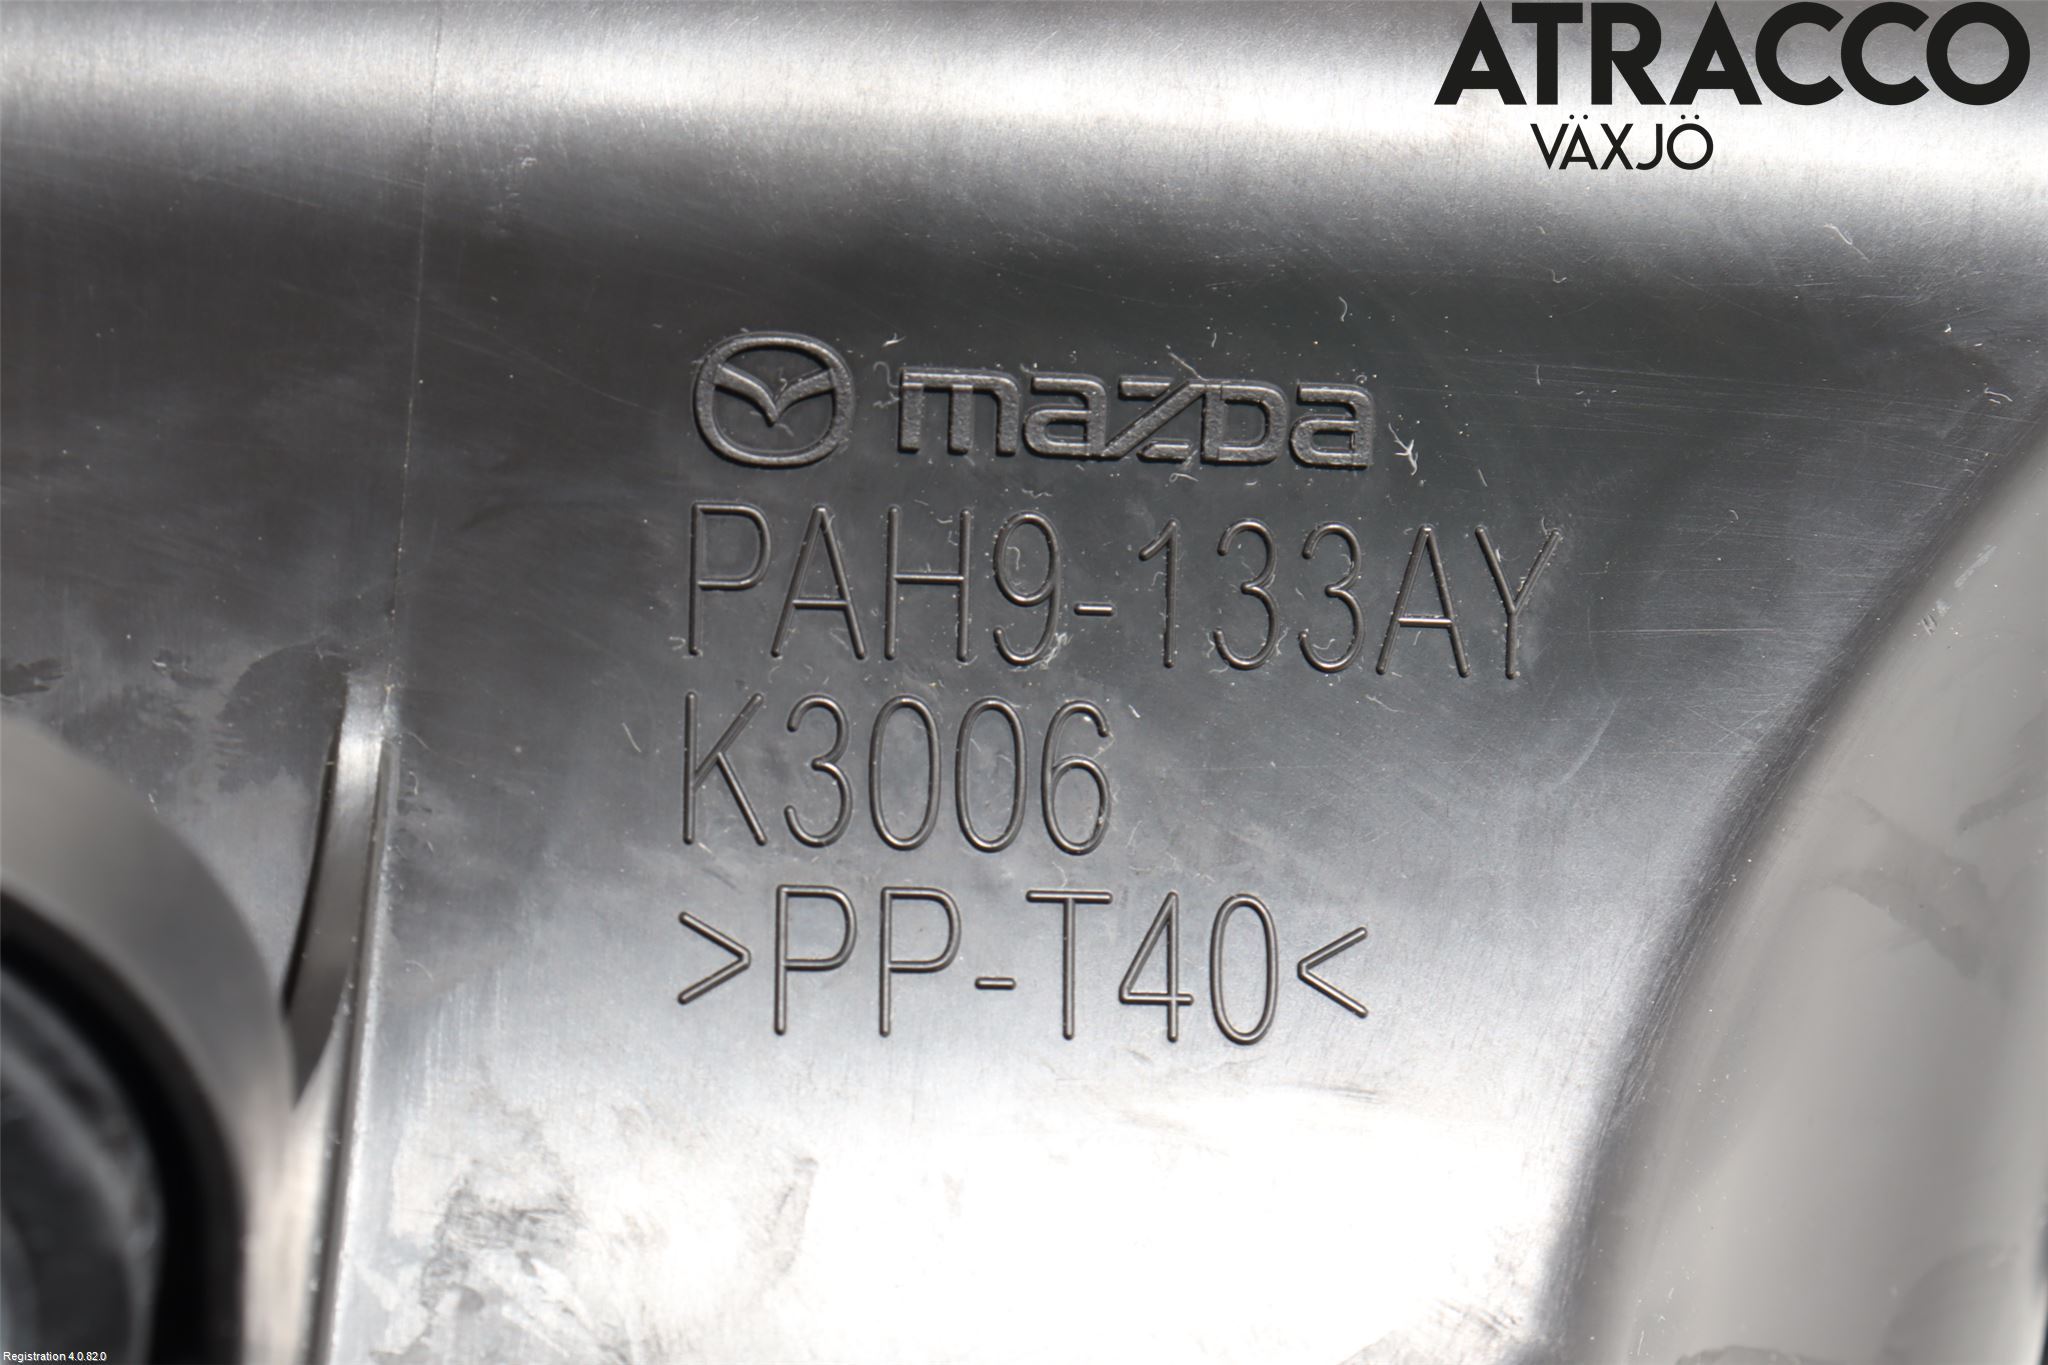 ATRACCO
VÄXJÖ
mazda
PAH9-133AY
K3006
>PP-T40<
Registration 4.0.82.0